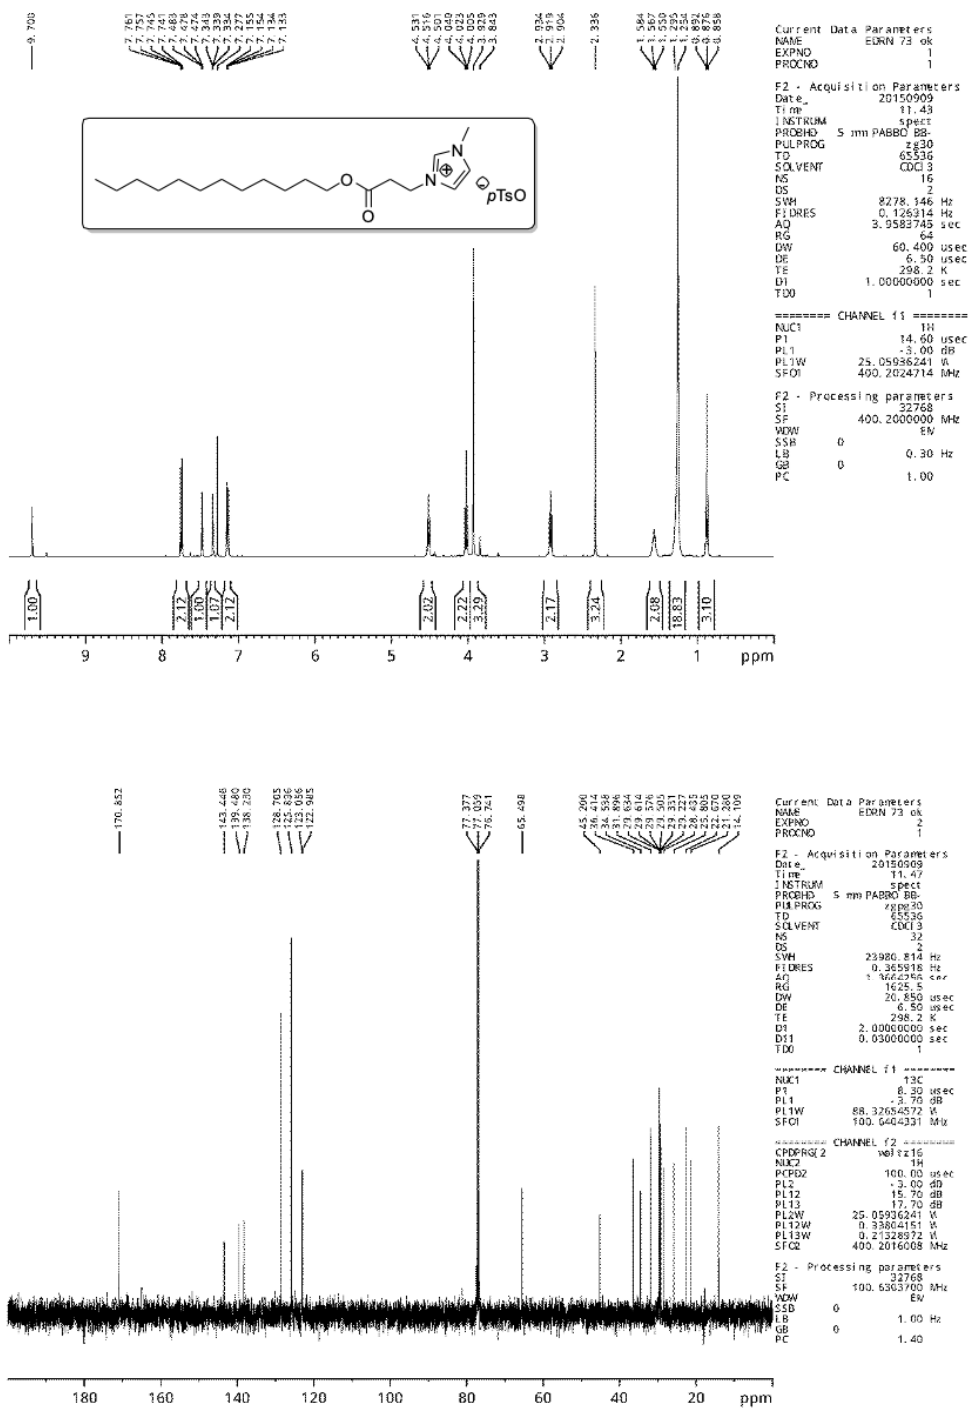 9.708
7.761
7.757
7.745
7.741
7.483
7.478
7.474
7.343
7.339
7.334
7.277
7.155
7.154
7.134
7.133
4.531
4.516
4.501
4.040
4.023
4.005
3.929
3.843
2.934
2.919
2.904
2.336
1.584
1.567
1.550
1.295
1.254
0.892
0.876
0.858
N
N
⊕
O
O
⊖
pTsO
1.00
2.12
1.00
1.07
2.12
2.02
2.22
3.29
2.17
3.24
2.08
18.83
3.10
9 8 7 6 5 4 3 2 1 ppm
Current Data Parameters
NAME EDRN 73 ok
EXPNO 1
PROCNO 1
F2 - Acquisition Parameters
Date_ 20150909
Time 11.43
INSTRUM spect
PROBHD 5 mm PABBO BB-
PULPROG zg30
TD 65536
SOLVENT CDCl3
NS 16
DS 2
SWH 8278.146 Hz
FIDRES 0.126314 Hz
AQ 3.9583745 sec
RG 64
DW 60.400 usec
DE 6.50 usec
TE 298.2 K
D1 1.00000000 sec
TD0 1
======== CHANNEL f1 ========
NUC1 1H
P1 14.60 usec
PL1 -3.00 dB
PL1W 25.05936241 W
SFO1 400.2024714 MHz
F2 - Processing parameters
SI 32768
SF 400.2000000 MHz
WDW EM
SSB 0
LB 0.30 Hz
GB 0
PC 1.00
170.852
143.448
139.480
138.230
128.705
125.836
123.056
122.985
77.377
77.059
76.741
65.498
45.200
36.414
34.538
31.896
29.634
29.614
29.576
29.505
29.331
29.227
28.435
25.805
22.670
21.280
14.109
180 160 140 120 100 80 60 40 20 ppm
Current Data Parameters
NAME EDRN 73 ok
EXPNO 2
PROCNO 1
F2 - Acquisition Parameters
Date_ 20150909
Time 11.47
INSTRUM spect
PROBHD 5 mm PABBO BB-
PULPROG zgpg30
TD 65536
SOLVENT CDCl3
NS 32
DS 2
SWH 23980.814 Hz
FIDRES 0.365918 Hz
AQ 1.3664256 sec
RG 1625.5
DW 20.850 usec
DE 6.50 usec
TE 298.2 K
D1 2.00000000 sec
D11 0.03000000 sec
TD0 1
======== CHANNEL f1 ========
NUC1 13C
P1 8.30 usec
PL1 -3.70 dB
PL1W 88.32654572 W
SFO1 100.6404331 MHz
======== CHANNEL f2 ========
CPDPRG[2 waltz16
NUC2 1H
PCPD2 100.00 usec
PL2 -3.00 dB
PL12 15.70 dB
PL13 17.70 dB
PL2W 25.05936241 W
PL12W 0.33804151 W
PL13W 0.21328972 W
SFO2 400.2016008 MHz
F2 - Processing parameters
SI 32768
SF 100.6303700 MHz
WDW EM
SSB 0
LB 1.00 Hz
GB 0
PC 1.40